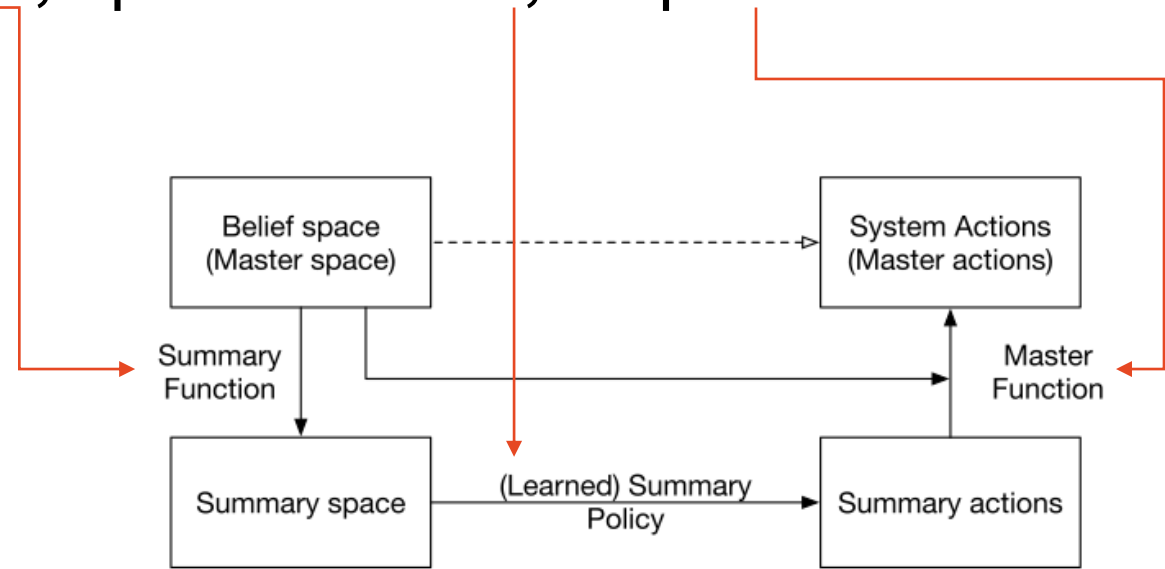 Belief space
(Master space)
System Actions
(Master actions)
Summary
Function
Master
Function
Summary space
(Learned) Summary
Policy
Summary actions